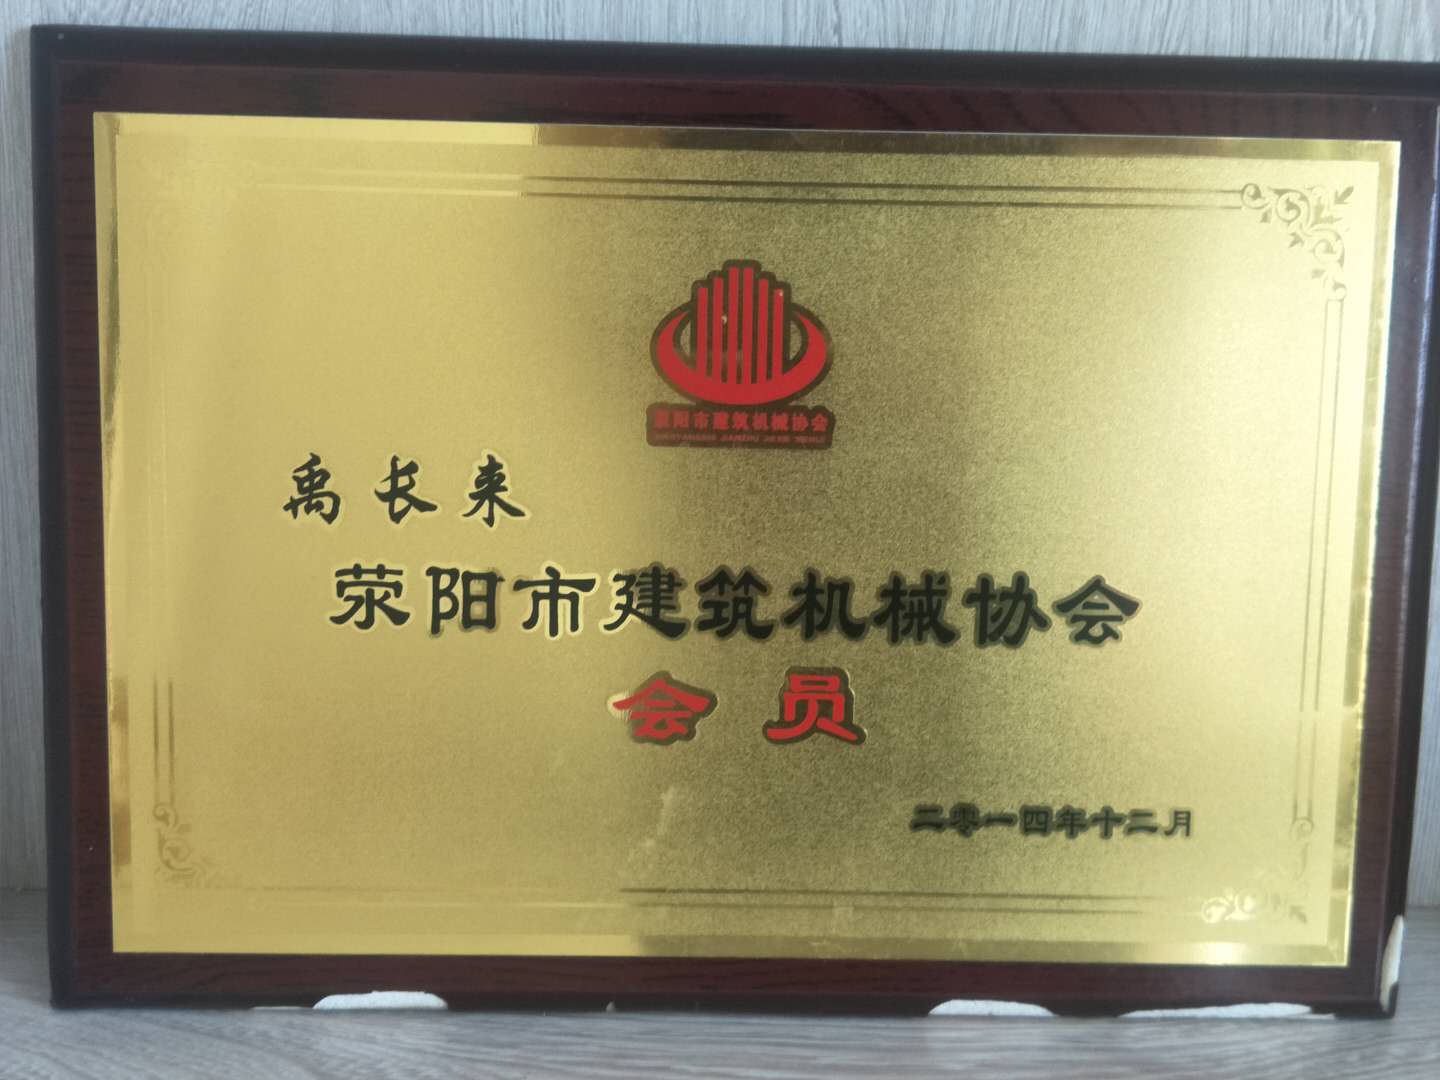 荥阳市建筑机械协会
禹长来
荥阳市建筑机械协会
会员
二零一四年十二月